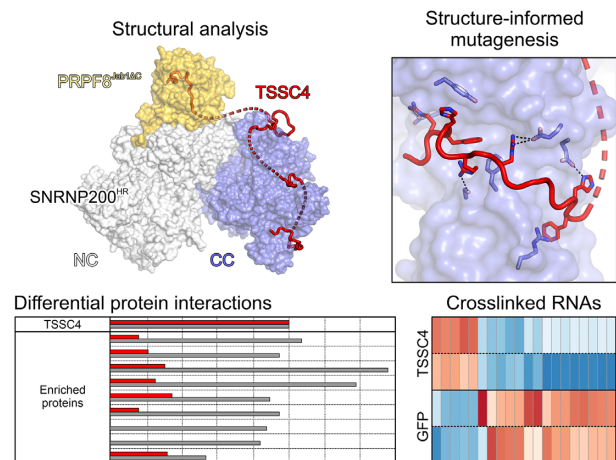 Structural analysis
Structure-informed
mutagenesis
PRPF8Jab1ΔC
TSSC4
SNRNP200HR
NC
CC
Differential protein interactions
TSSC4
Enriched
proteins
Crosslinked RNAs
TSSC4
GFP